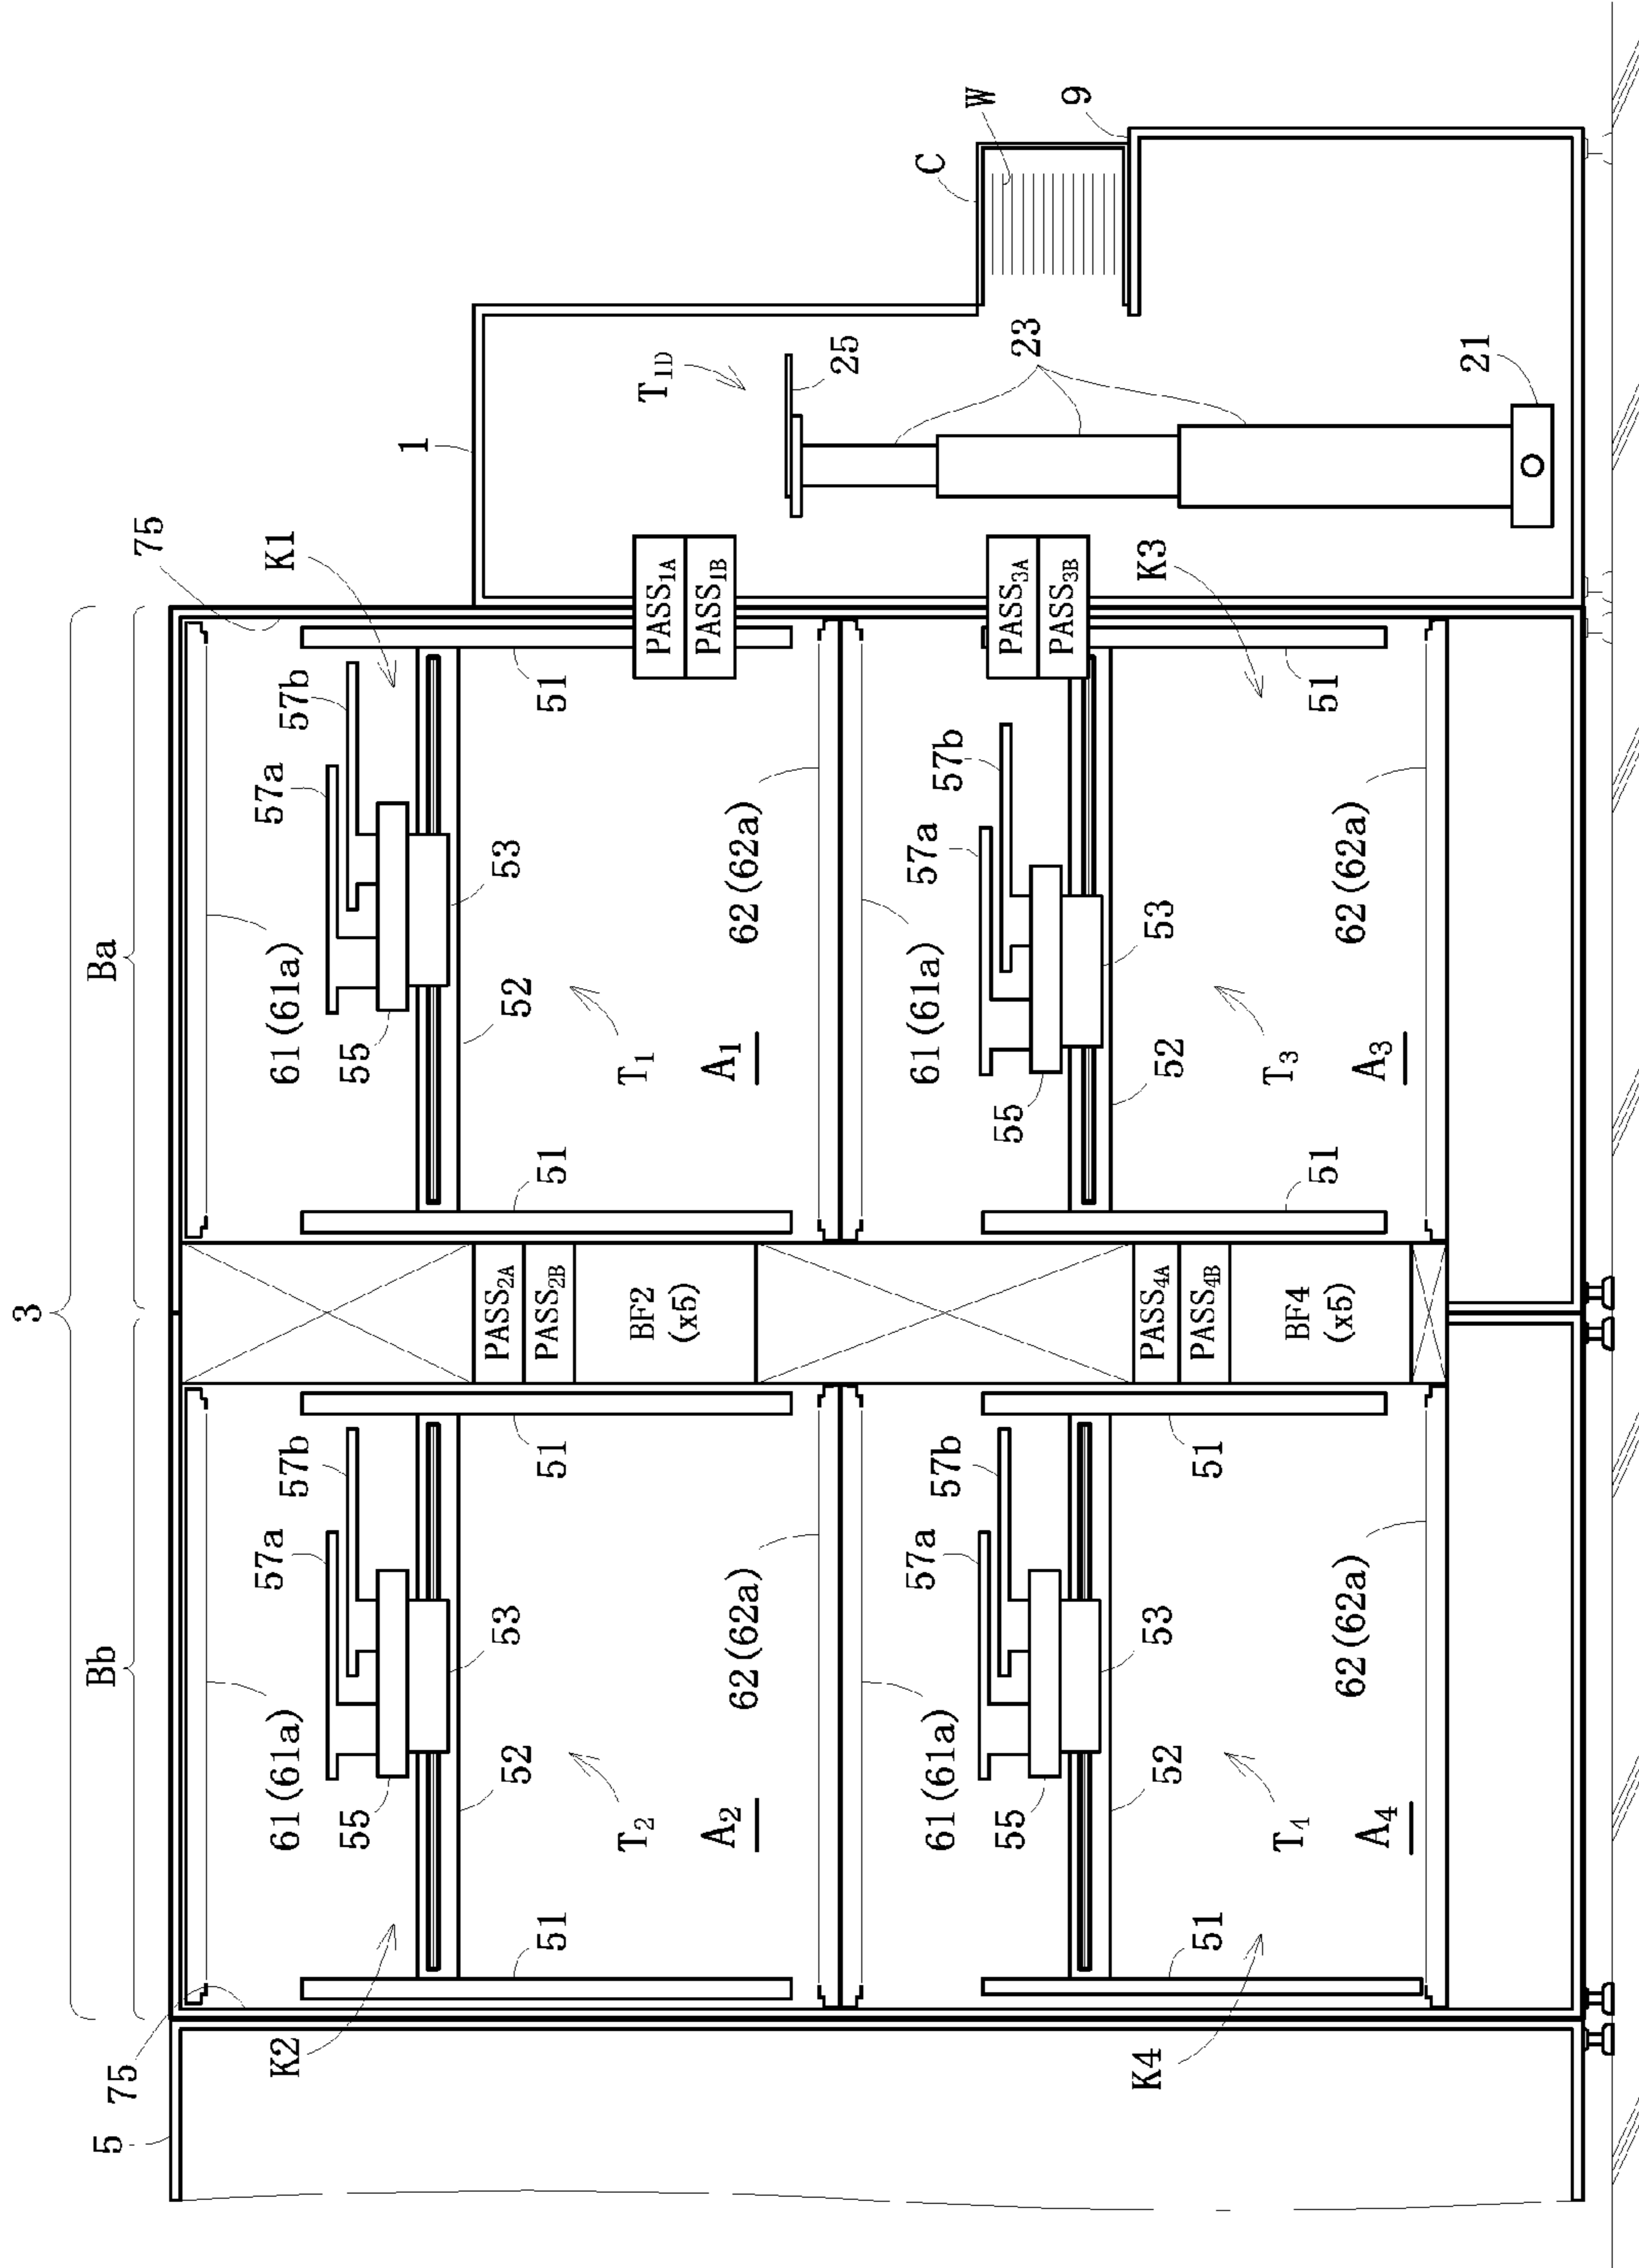 3
Bb
Ba
5
75
75
K2
61(61a)
57a
57b
61(61a)
57a
57b
K1
55
55
1
52
53
PASS2A
52
53
51
51
PASS2B
51
51
T2
BF2
(x5)
T1
PASS1A
PASS1B
T1D
A2
62(62a)
A1
62(62a)
25
61(61a)
57a
57b
61(61a)
57a
57b
C
W
55
55
PASS3A
PASS3B
23
9
K4
52
53
PASS4A
52
53
K3
51
51
PASS4B
T4
BF4
(x5)
T3
51
51
A4
62(62a)
A3
62(62a)
21